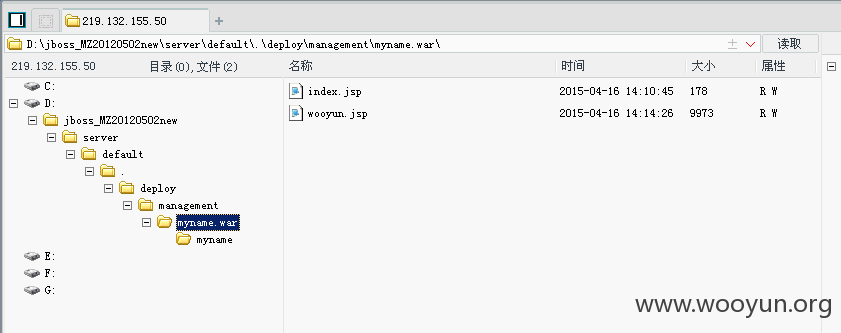 219.132.155.50
D:\jboss_MZ20120502new\server\default\.\deploy\management\myname.war\ 读取
219.132.155.50 目录(0),文件(2) 名称 时间 大小 属性
C:
D:
jboss_MZ20120502new
server
default
.
deploy
management
myname.war
myname
E:
F:
G:
index.jsp 2015-04-16 14:10:45 178 R W
wooyun.jsp 2015-04-16 14:14:26 9973 R W
www.wooyun.org